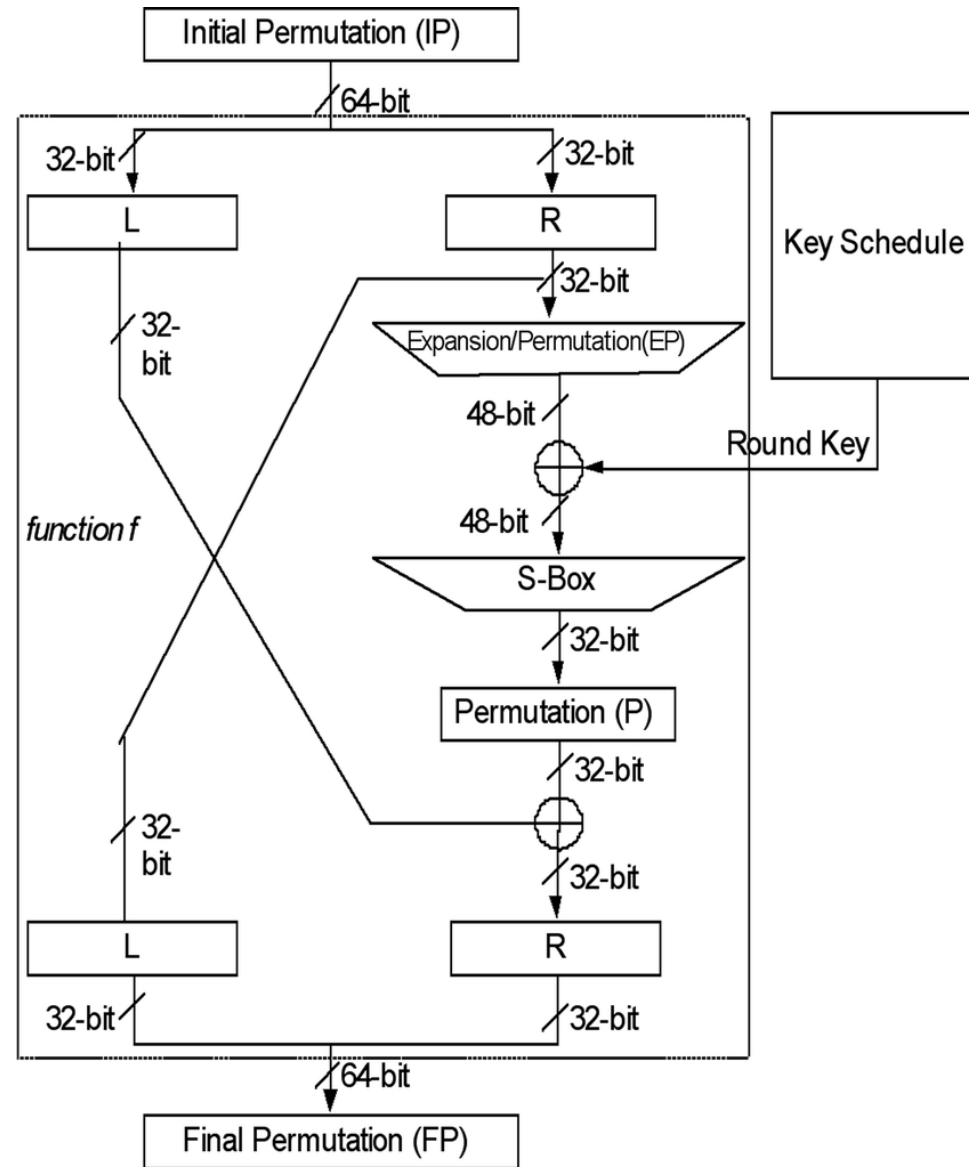 Initial Permutation (IP)
64-bit
32-bit
32-bit
L
R
Key Schedule
32-bit
32-
bit
Expansion/Permutation(EP)
48-bit
Round Key
48-bit
function f
S-Box
32-bit
Permutation (P)
32-bit
32-
bit
32-bit
L
R
32-bit
32-bit
64-bit
Final Permutation (FP)